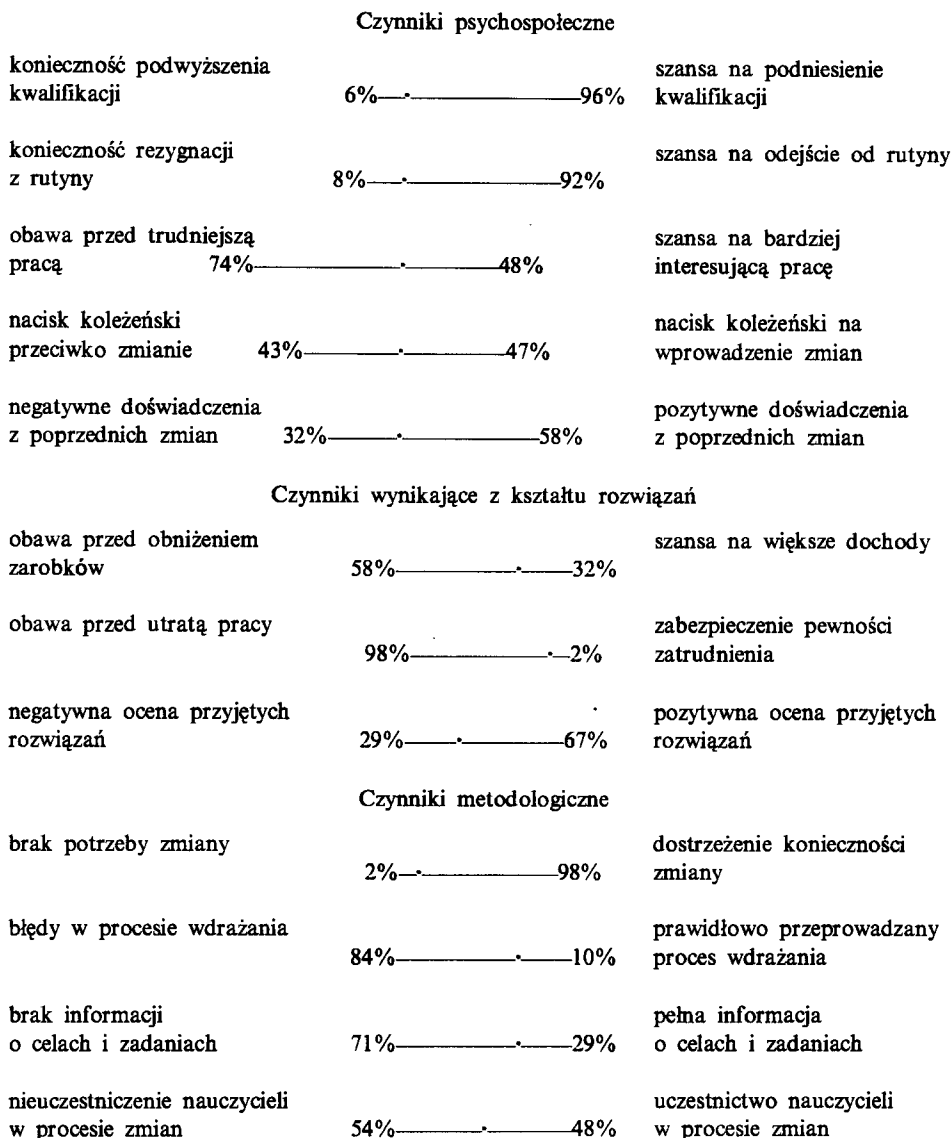 Czynniki psychospołeczne
konieczność podwyższenia
kwalifikacji 6% 96% szansa na podniesienie
kwalifikacji
konieczność rezygnacji
z rutyny 8% 92% szansa na odejście od rutyny
obawa przed trudniejszą
pracą 74% 48% szansa na bardziej
interesującą pracę
nacisk koleżeński
przeciwko zmianie 43% 47% nacisk koleżeński na
wprowadzenie zmian
negatywne doświadczenia
z poprzednich zmian 32% 58% pozytywne doświadczenia
z poprzednich zmian
Czynniki wynikające z kształtu rozwiązań
obawa przed obniżeniem
zarobków 58% 32% szansa na większe dochody
obawa przed utratą pracy
98% 2% zabezpieczenie pewności
zatrudnienia
negatywna ocena przyjętych
rozwiązań 29% 67% pozytywna ocena przyjętych
rozwiązań
Czynniki metodologiczne
brak potrzeby zmiany
2% 98% dostrzeżenie konieczności
zmiany
błędy w procesie wdrażania
84% 10% prawidłowo przeprowadzany
proces wdrażania
brak informacji
o celach i zadaniach 71% 29% pełna informacja
o celach i zadaniach
nieuczestniczenie nauczycieli
w procesie zmian 54% 48% uczestnictwo nauczycieli
w procesie zmian